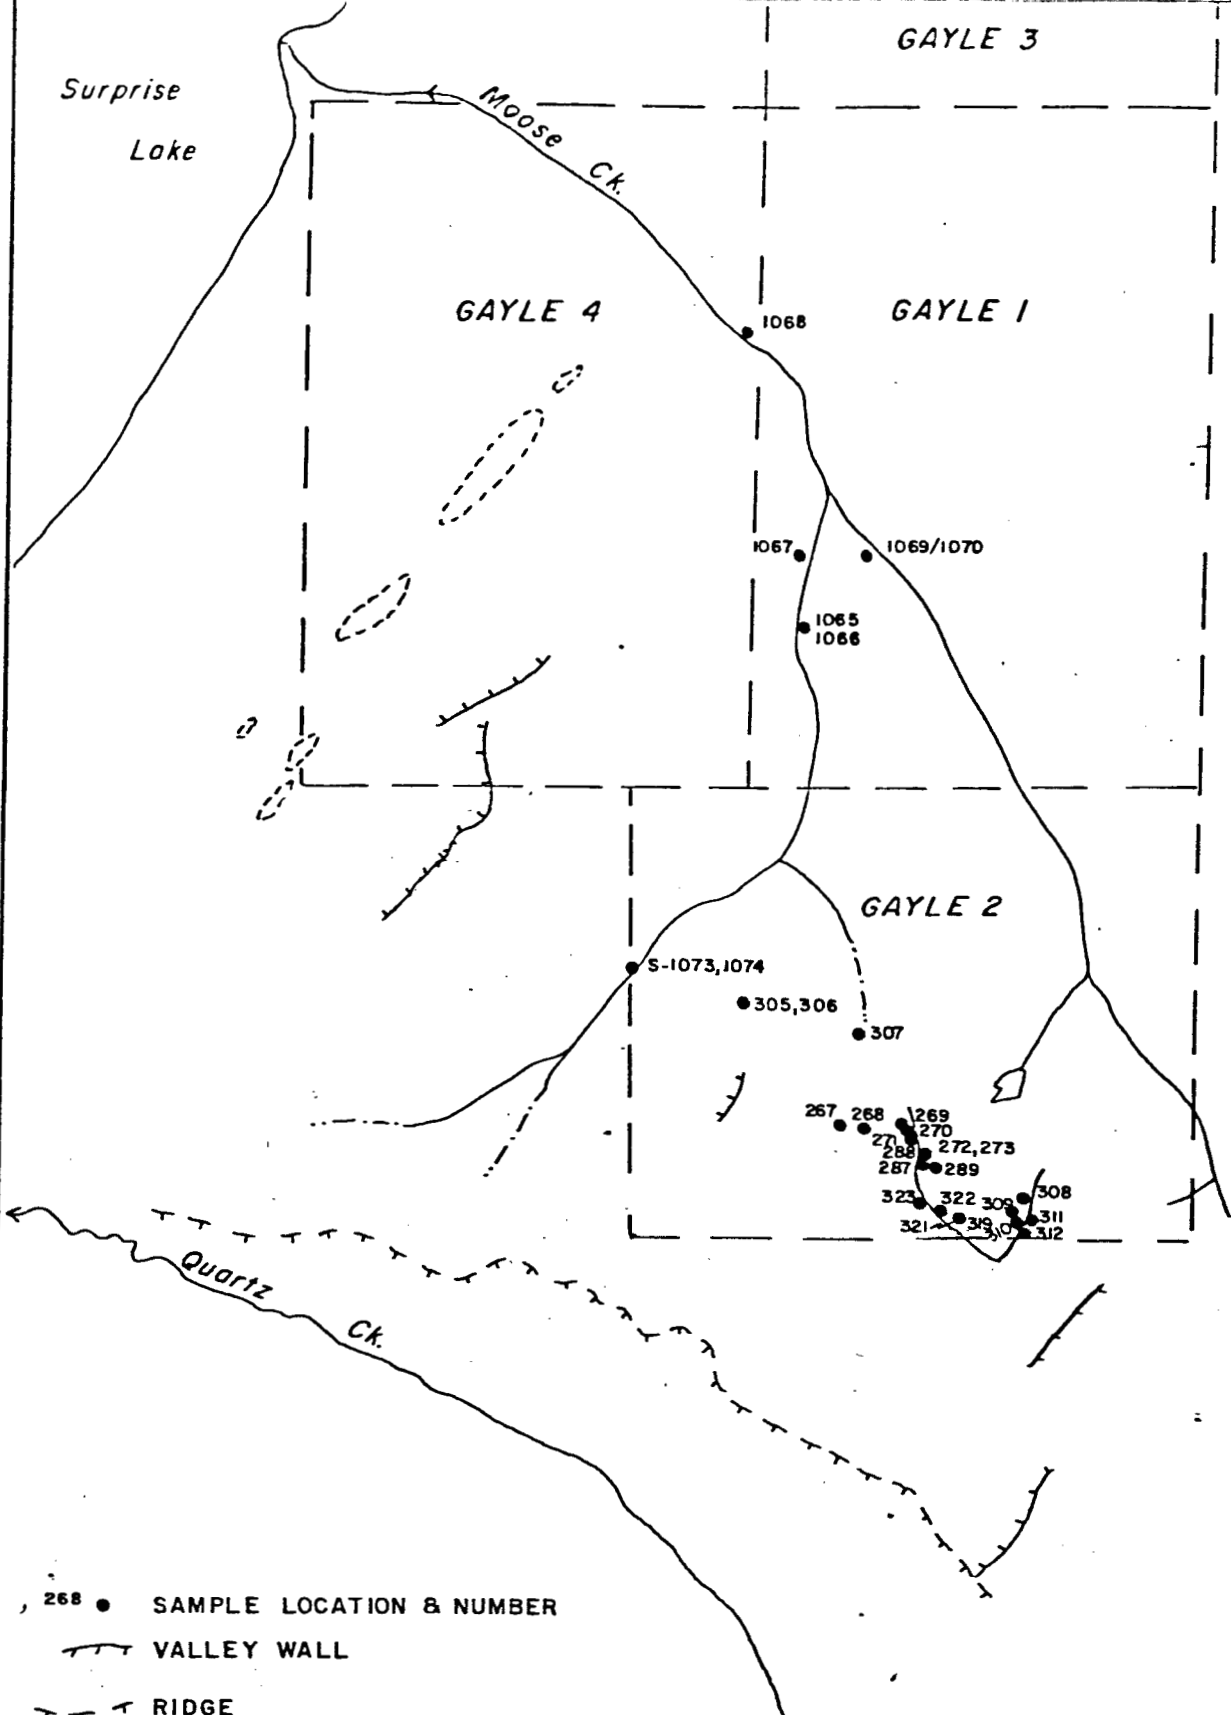 GAYLE 3
Surprise
Lake
Moose Ck.
GAYLE 4
GAYLE 1
1068
1067
1069/1070
1065
1066
GAYLE 2
S-1073,1074
305,306
307
267
268
269
270
271
272,273
288
287
289
323
322
309
308
321
319
310
311
312
Quartz
Ck.
268 SAMPLE LOCATION & NUMBER
VALLEY WALL
RIDGE